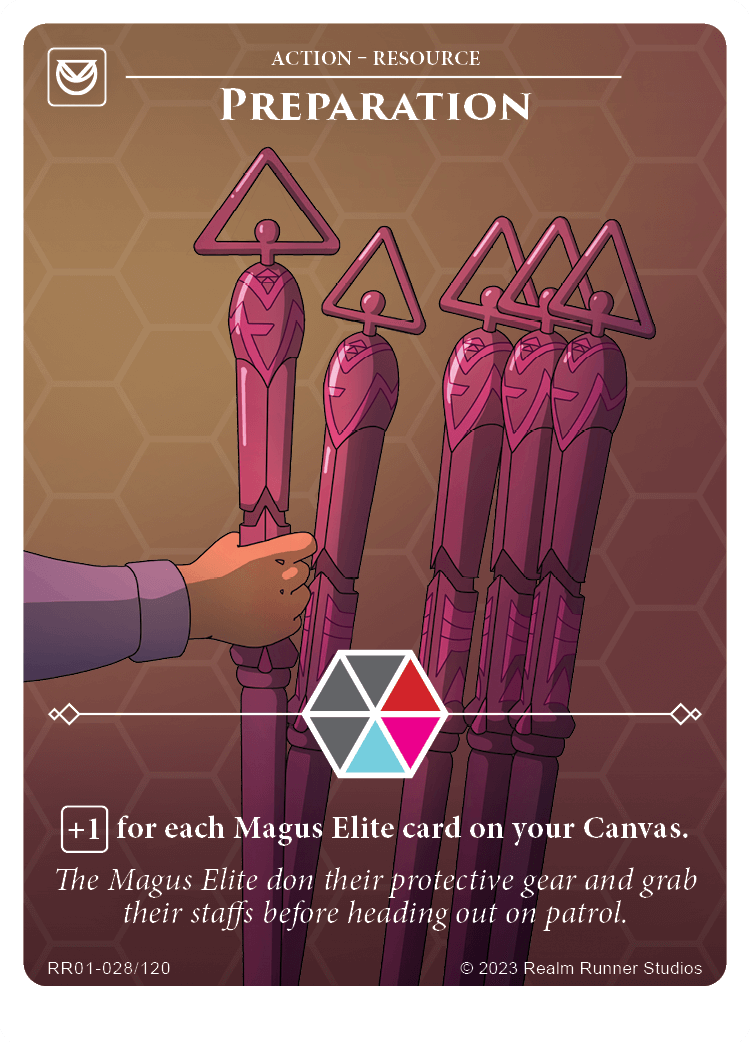 ACTION – RESOURCE
PREPARATION
+1 for each Magus Elite card on your Canvas.
The Magus Elite don their protective gear and grab
their staffs before heading out on patrol.
RR01-028/120
© 2023 Realm Runner Studios